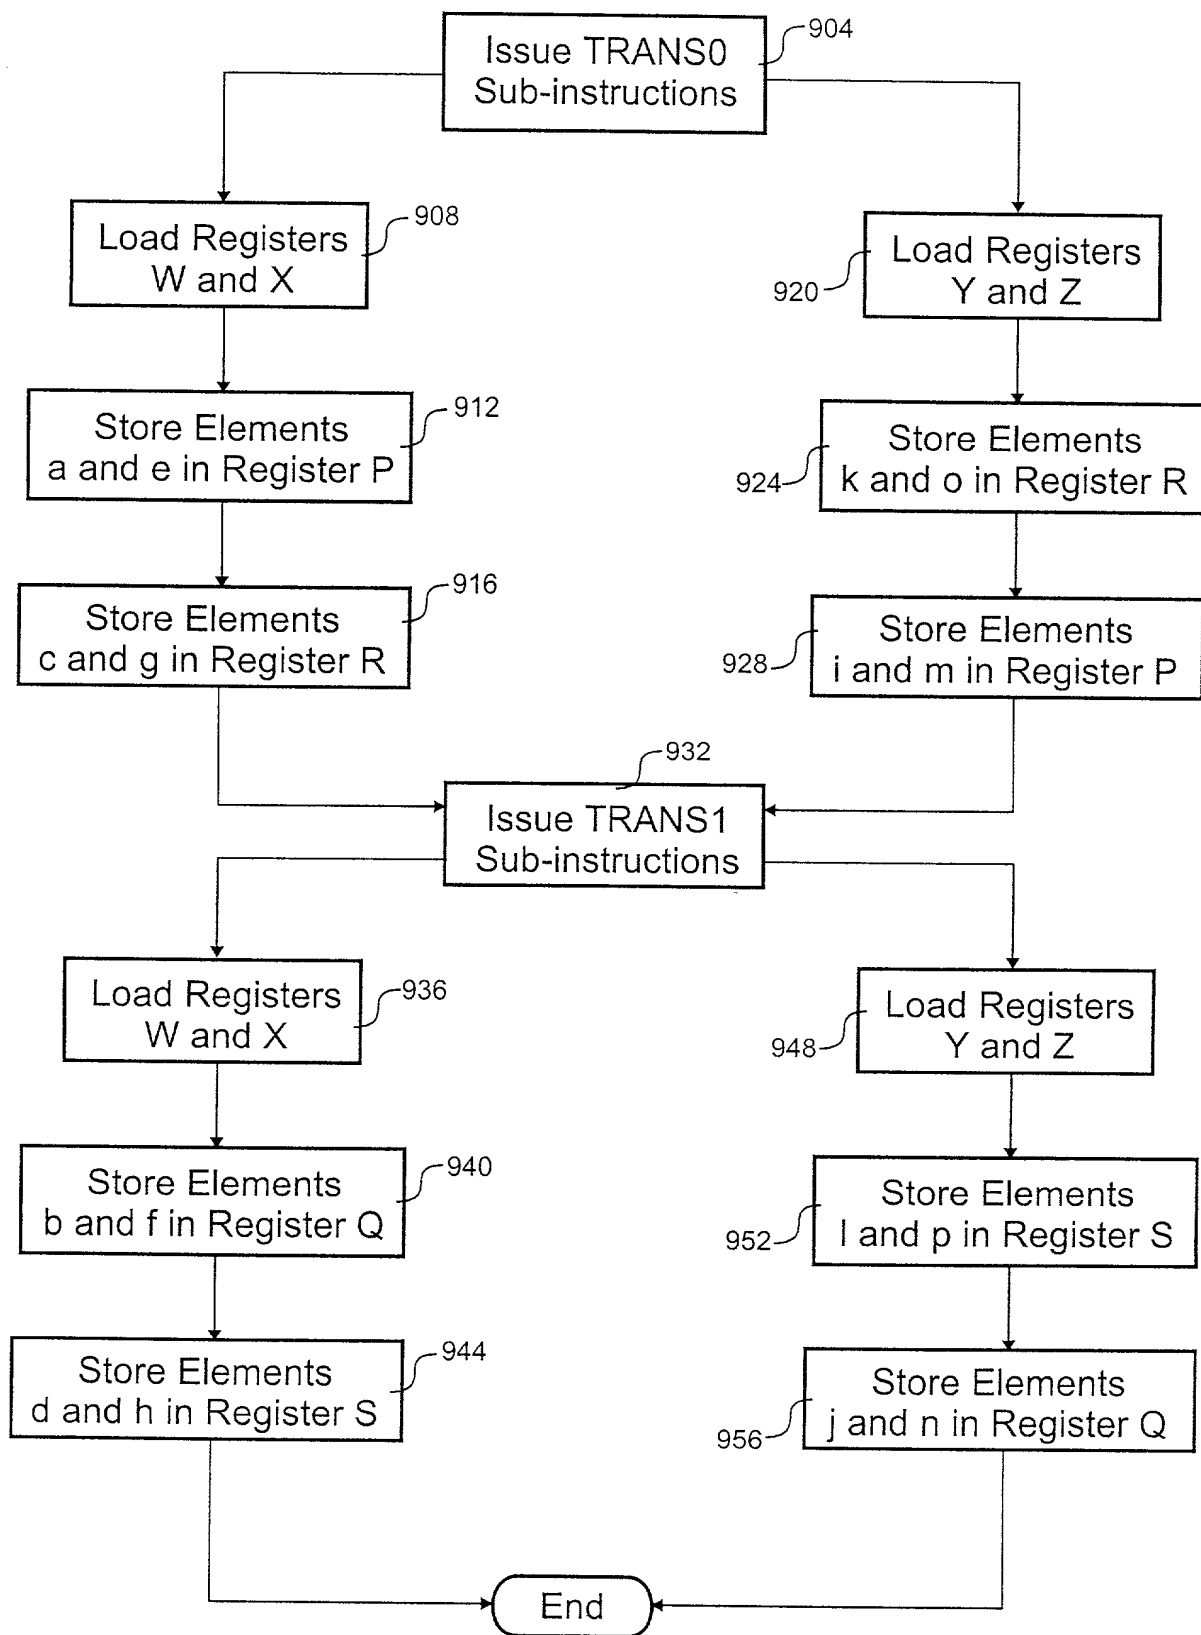 Issue TRANS0
Sub-instructions
904
Load Registers
W and X
908
Load Registers
Y and Z
920
Store Elements
a and e in Register P
912
Store Elements
k and o in Register R
924
Store Elements
c and g in Register R
916
Store Elements
i and m in Register P
928
Issue TRANS1
Sub-instructions
932
Load Registers
W and X
936
Load Registers
Y and Z
948
Store Elements
b and f in Register Q
940
Store Elements
l and p in Register S
952
Store Elements
d and h in Register S
944
Store Elements
j and n in Register Q
956
End